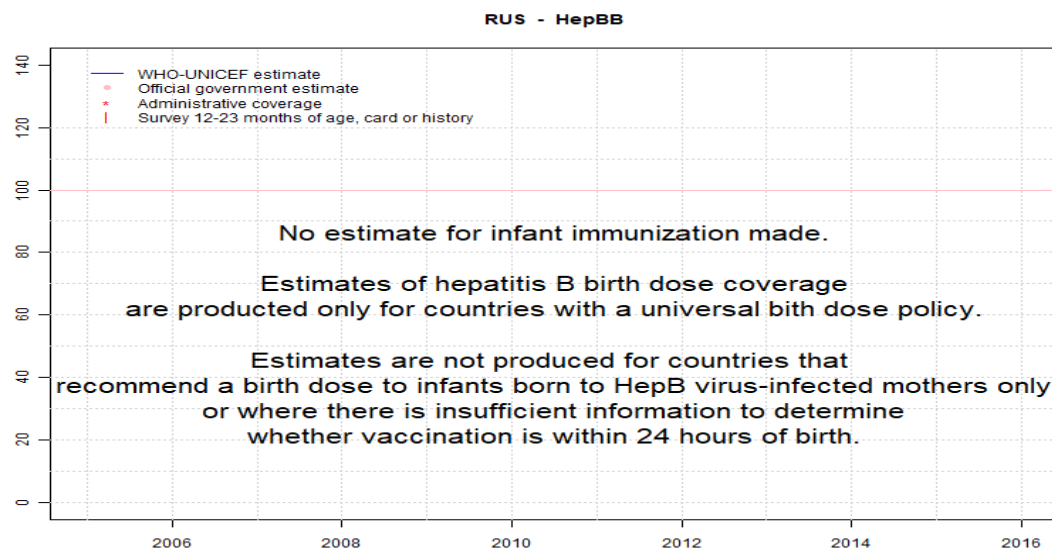 RUS - HepBB
WHO-UNICEF estimate
Official government estimate
Administrative coverage
Survey 12-23 months of age, card or history
No estimate for infant immunization made.
Estimates of hepatitis B birth dose coverage
are producted only for countries with a universal bith dose policy.
Estimates are not produced for countries that
recommend a birth dose to infants born to HepB virus-infected mothers only
or where there is insufficient information to determine
whether vaccination is within 24 hours of birth.
140
120
100
80
60
40
20
0
2006 2008 2010 2012 2014 2016